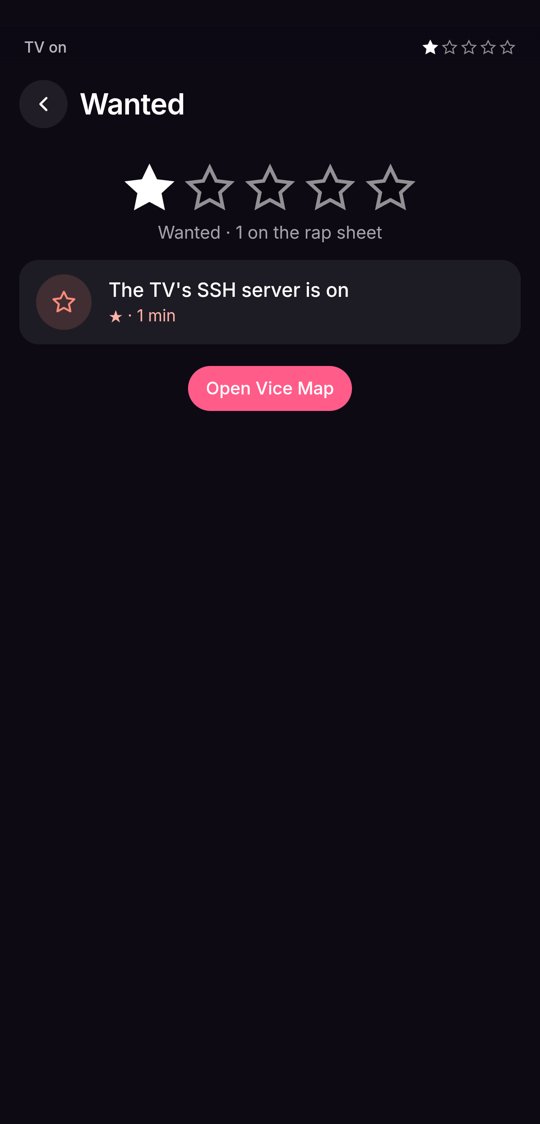 TV on
Wanted
Wanted · 1 on the rap sheet
The TV's SSH server is on
★ · 1 min
Open Vice Map